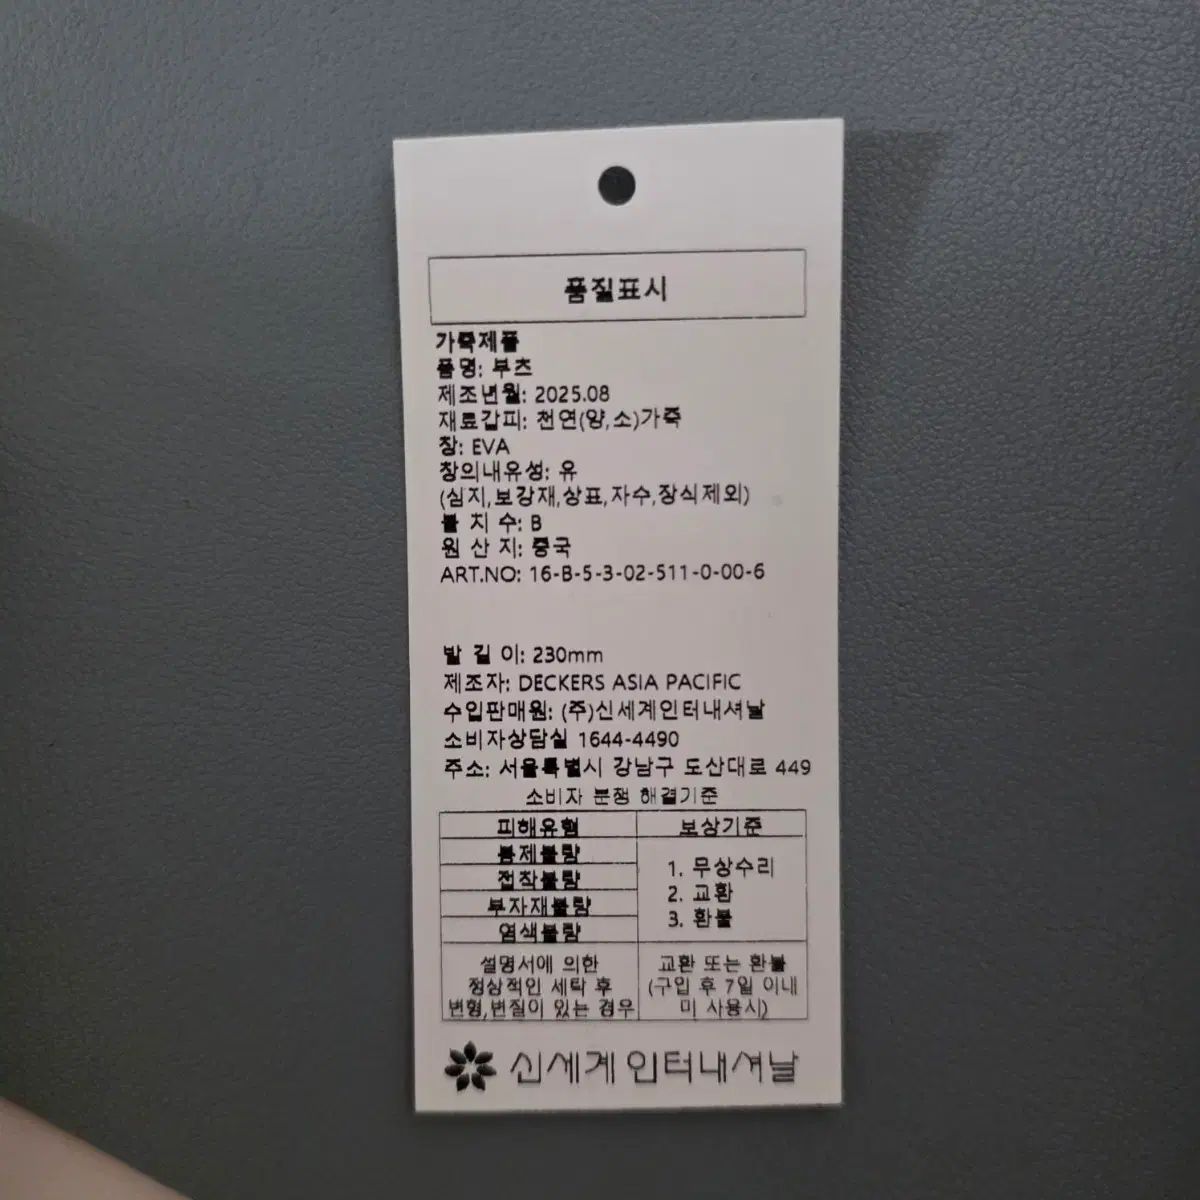 품질표시
가죽제품
품명: 부츠
제조년월: 2025.08
재료갑피: 천연(양,소)가죽
창: EVA
창의내유성: 유
(심지,보강재,상표,자수,장식제외)
볼 치 수: B
원 산 지: 중국
ART.NO: 16-B-5-3-02-511-0-00-6
발 길 이: 230mm
제조자: DECKERS ASIA PACIFIC
수입판매원: (주)신세계인터내셔날
소비자상담실 1644-4490
주소: 서울특별시 강남구 도산대로 449
소비자 분쟁 해결기준
피해유형 보상기준
봉제불량
접착불량
부자재불량
염색불량
1. 무상수리
2. 교환
3. 환불
설명서에 의한
정상적인 세탁 후
변형,변질이 있는 경우
교환 또는 환불
(구입 후 7일 이내
미 사용시)
신세계인터내셔날